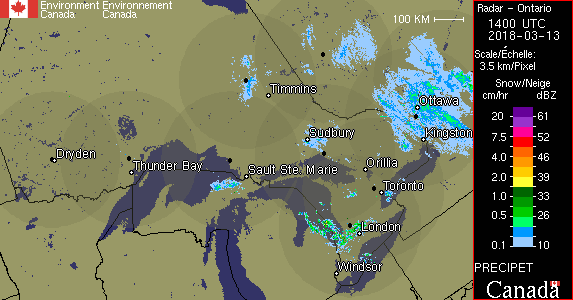 Environment Environnement
Canada Canada
100 KM
Timmins
Ottawa
Sudbury
Kingston
Dryden
Thunder Bay
Sault Ste. Marie
Orillia
Toronto
London
Windsor
Radar - Ontario
1400 UTC
2018-03-13
Scale/Échelle:
3.5 km/Pixel
Snow/Neige
cm/hr dBZ
20 61
7.5 52
4.0 46
2.0 39
1.0 33
0.5 26
0.1 10
PRECIPET
Canada